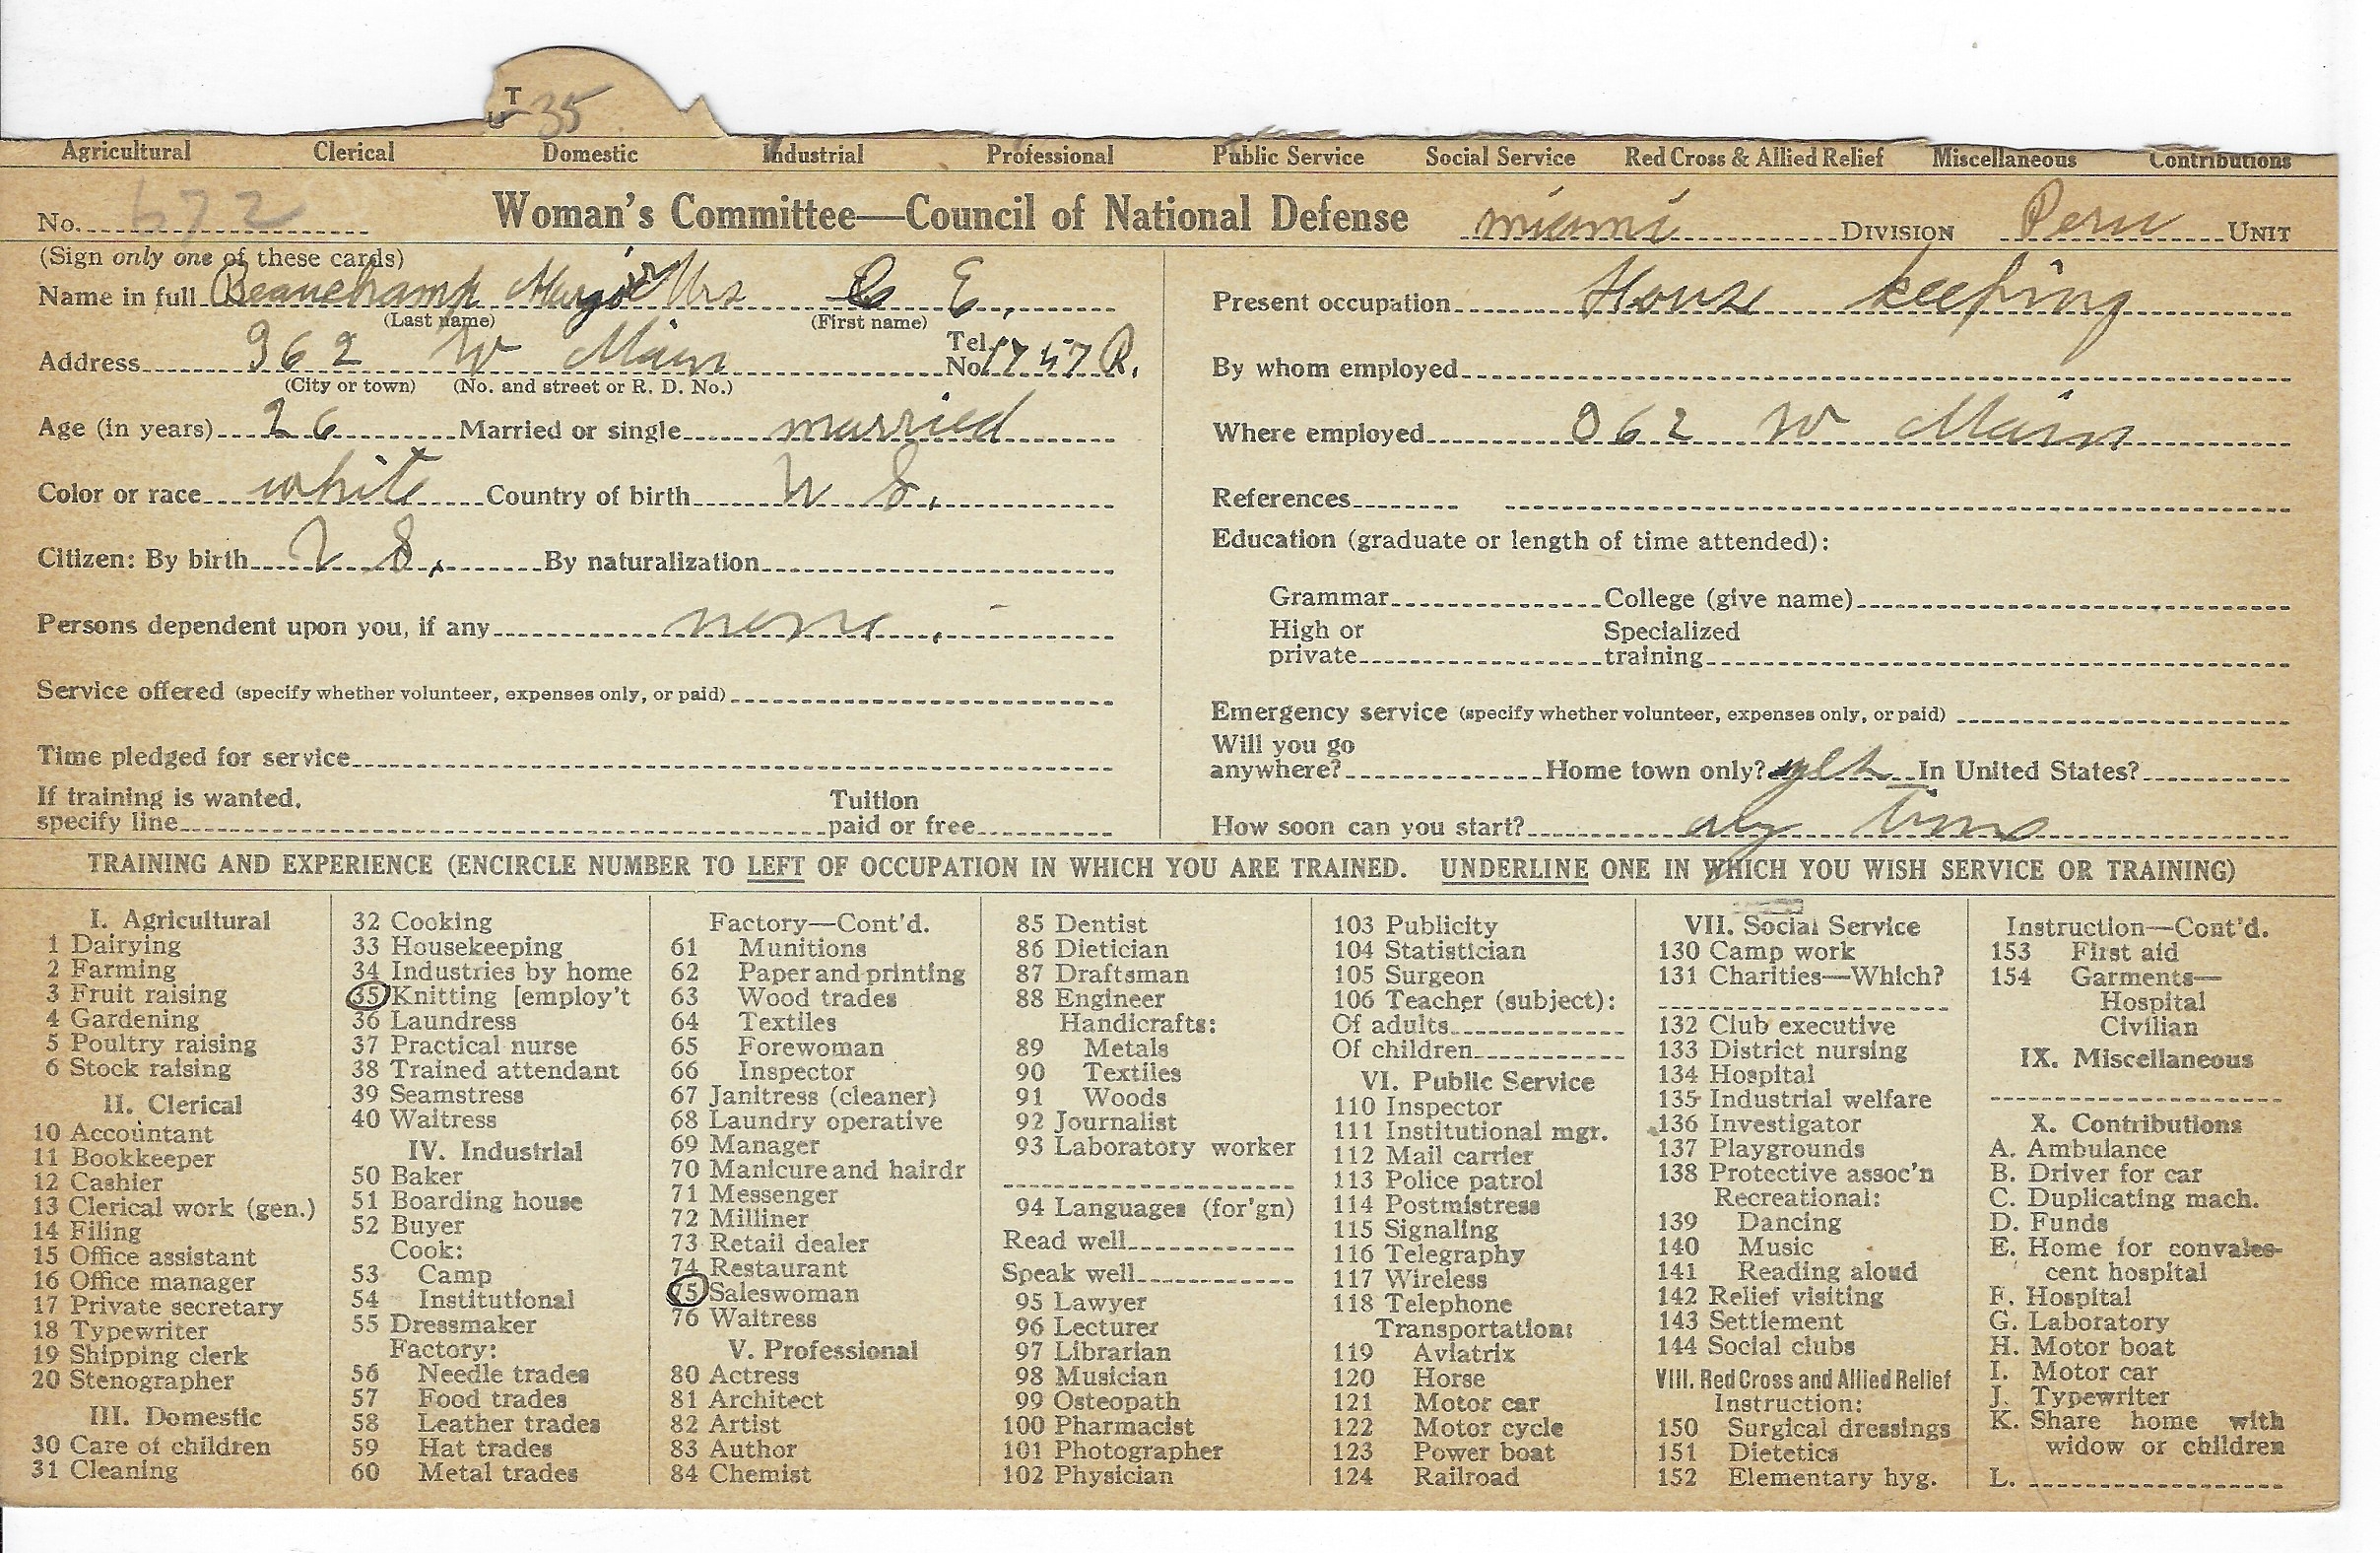 T
U 35
Agricultural Clerical Domestic Industrial Professional Public Service Social Service Red Cross & Allied Relief Miscellaneous Contributions
No. 672 Woman's Committee—Council of National Defense miami DIVISION Peru UNIT
(Sign only one of these cards)
Name in full Beauchamp Mrs C E,
(Last name) (First name)
Address 962 W Main Tel. No. 1757 R.
(City or town) (No. and street or R. D. No.)
Age (in years) 26 Married or single married
Color or race white Country of birth U S,
Citizen: By birth U S, By naturalization
Persons dependent upon you, if any none,
Service offered (specify whether volunteer, expenses only, or paid)
Time pledged for service
If training is wanted, Tuition
specify line paid or free
Present occupation House keeping
By whom employed
Where employed 962 W Main
References
Education (graduate or length of time attended):
Grammar College (give name)
High or Specialized
private training
Emergency service (specify whether volunteer, expenses only, or paid)
Will you go
anywhere? Home town only? yes In United States?
How soon can you start? any time
TRAINING AND EXPERIENCE (ENCIRCLE NUMBER TO LEFT OF OCCUPATION IN WHICH YOU ARE TRAINED. UNDERLINE ONE IN WHICH YOU WISH SERVICE OR TRAINING)
I. Agricultural
1 Dairying
2 Farming
3 Fruit raising
4 Gardening
5 Poultry raising
6 Stock raising
II. Clerical
10 Accountant
11 Bookkeeper
12 Cashier
13 Clerical work (gen.)
14 Filing
15 Office assistant
16 Office manager
17 Private secretary
18 Typewriter
19 Shipping clerk
20 Stenographer
III. Domestic
30 Care of children
31 Cleaning
32 Cooking
33 Housekeeping
34 Industries by home
35 Knitting [employ't
36 Laundress
37 Practical nurse
38 Trained attendant
39 Seamstress
40 Waitress
IV. Industrial
50 Baker
51 Boarding house
52 Buyer
Cook:
53 Camp
54 Institutional
55 Dressmaker
Factory:
56 Needle trades
57 Food trades
58 Leather trades
59 Hat trades
60 Metal trades
Factory—Cont'd.
61 Munitions
62 Paper and printing
63 Wood trades
64 Textiles
65 Forewoman
66 Inspector
67 Janitress (cleaner)
68 Laundry operative
69 Manager
70 Manicure and hairdr
71 Messenger
72 Milliner
73 Retail dealer
74 Restaurant
75 Saleswoman
76 Waitress
V. Professional
80 Actress
81 Architect
82 Artist
83 Author
84 Chemist
85 Dentist
86 Dietician
87 Draftsman
88 Engineer
Handicrafts:
89 Metals
90 Textiles
91 Woods
92 Journalist
93 Laboratory worker
94 Languages (for'gn)
Read well
Speak well
95 Lawyer
96 Lecturer
97 Librarian
98 Musician
99 Osteopath
100 Pharmacist
101 Photographer
102 Physician
103 Publicity
104 Statistician
105 Surgeon
106 Teacher (subject):
Of adults
Of children
VI. Public Service
110 Inspector
111 Institutional mgr.
112 Mail carrier
113 Police patrol
114 Postmistress
115 Signaling
116 Telegraphy
117 Wireless
118 Telephone
Transportation:
119 Aviatrix
120 Horse
121 Motor car
122 Motor cycle
123 Power boat
124 Railroad
VII. Social Service
130 Camp work
131 Charities—Which?
132 Club executive
133 District nursing
134 Hospital
135 Industrial welfare
136 Investigator
137 Playgrounds
138 Protective assoc'n
Recreational:
139 Dancing
140 Music
141 Reading aloud
142 Relief visiting
143 Settlement
144 Social clubs
VIII. Red Cross and Allied Relief
Instruction:
150 Surgical dressings
151 Dietetics
152 Elementary hyg.
Instruction—Cont'd.
153 First aid
154 Garments—
Hospital
Civilian
IX. Miscellaneous
X. Contributions
A. Ambulance
B. Driver for car
C. Duplicating mach.
D. Funds
E. Home for convales-
cent hospital
F. Hospital
G. Laboratory
H. Motor boat
I. Motor car
J. Typewriter
K. Share home with
widow or children
L.